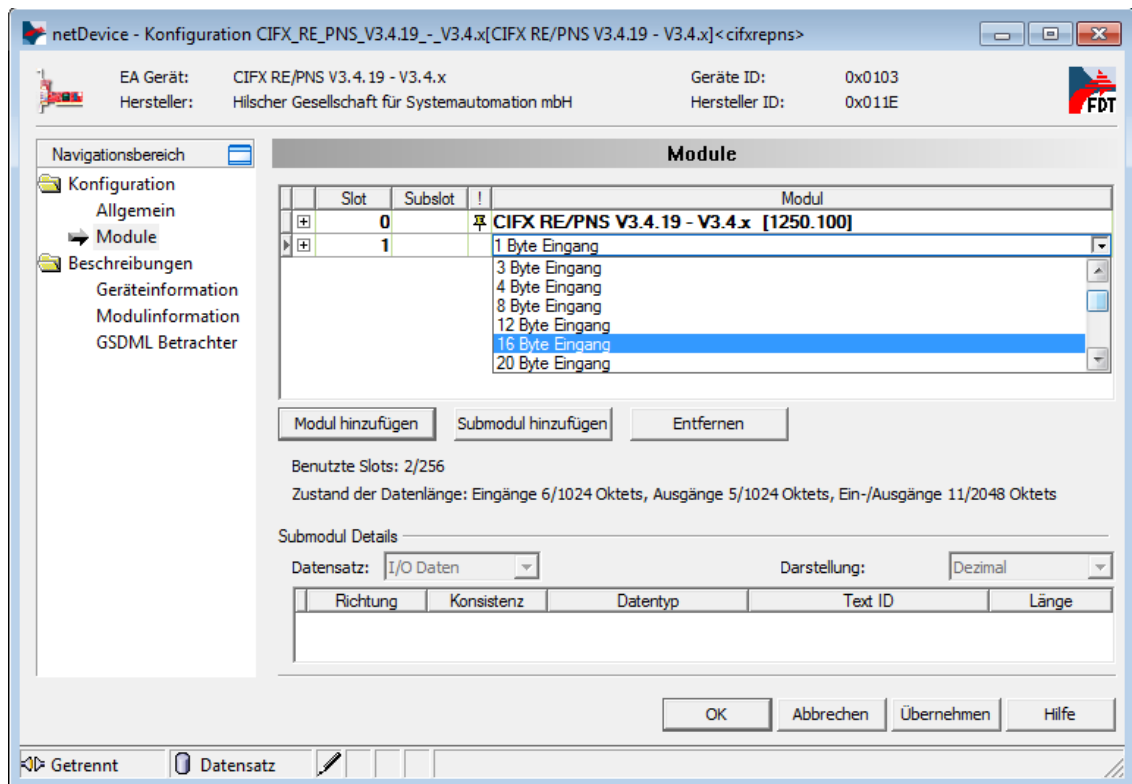 netDevice - Konfiguration CIFX_RE_PNS_V3.4.19_-_V3.4.x[CIFX RE/PNS V3.4.19 - V3.4.x]<cifxrepns>
EA Gerät: CIFX RE/PNS V3.4.19 - V3.4.x Geräte ID: 0x0103
Hersteller: Hilscher Gesellschaft für Systemautomation mbH Hersteller ID: 0x011E
FDT
Navigationsbereich
Konfiguration
Allgemein
Module
Beschreibungen
Geräteinformation
Modulinformation
GSDML Betrachter
Module
Slot Subslot ! Modul
0 CIFX RE/PNS V3.4.19 - V3.4.x [1250.100]
1 1 Byte Eingang
3 Byte Eingang
4 Byte Eingang
8 Byte Eingang
12 Byte Eingang
16 Byte Eingang
20 Byte Eingang
Modul hinzufügen Submodul hinzufügen Entfernen
Benutzte Slots: 2/256
Zustand der Datenlänge: Eingänge 6/1024 Oktets, Ausgänge 5/1024 Oktets, Ein-/Ausgänge 11/2048 Oktets
Submodul Details
Datensatz: I/O Daten Darstellung: Dezimal
Richtung Konsistenz Datentyp Text ID Länge
OK Abbrechen Übernehmen Hilfe
Getrennt Datensatz